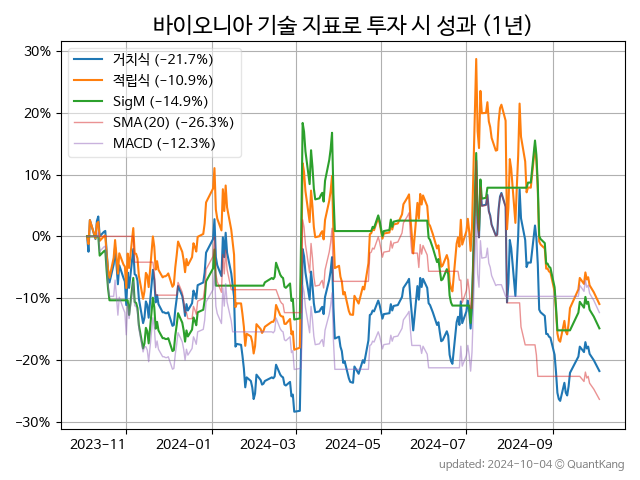 바이오니아 기술 지표로 투자 시 성과 (1년)
30%
20%
10%
0%
−10%
−20%
−30%
거치식 (−21.7%)
적립식 (−10.9%)
SigM (−14.9%)
SMA(20) (−26.3%)
MACD (−12.3%)
2023-11 2024-01 2024-03 2024-05 2024-07 2024-09
updated: 2024-10-04 © QuantKang